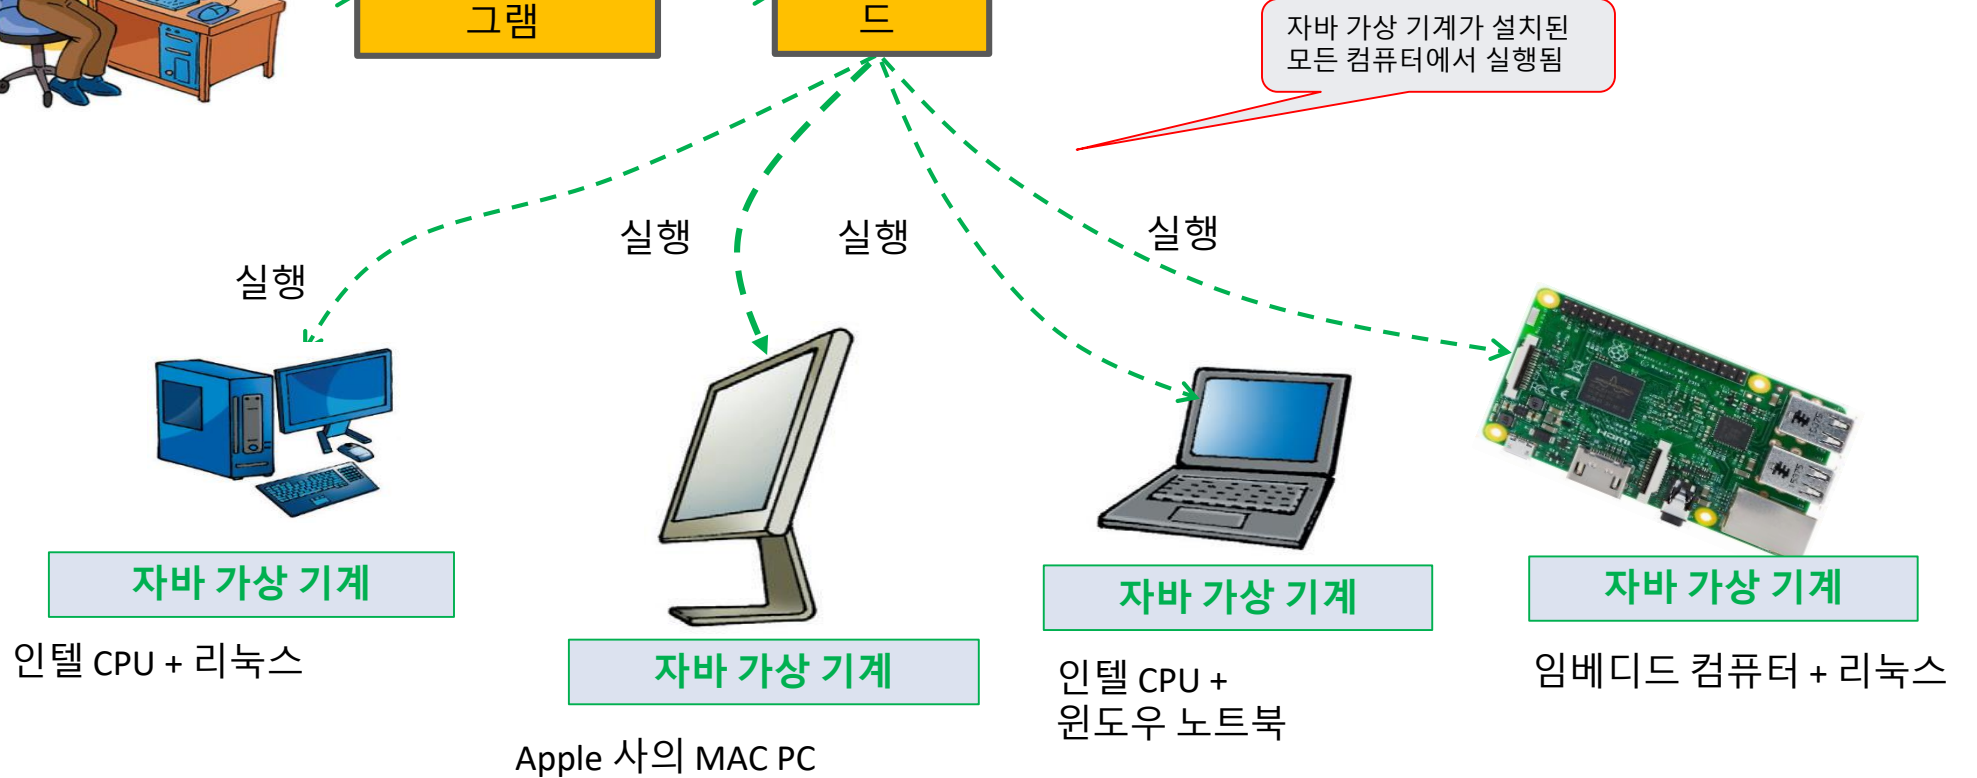 그램
드
자바 가상 기계가 설치된
모든 컴퓨터에서 실행됨
실행
실행
실행
실행
자바 가상 기계
인텔 CPU + 리눅스
자바 가상 기계
Apple 사의 MAC PC
자바 가상 기계
인텔 CPU +
윈도우 노트북
자바 가상 기계
임베디드 컴퓨터 + 리눅스